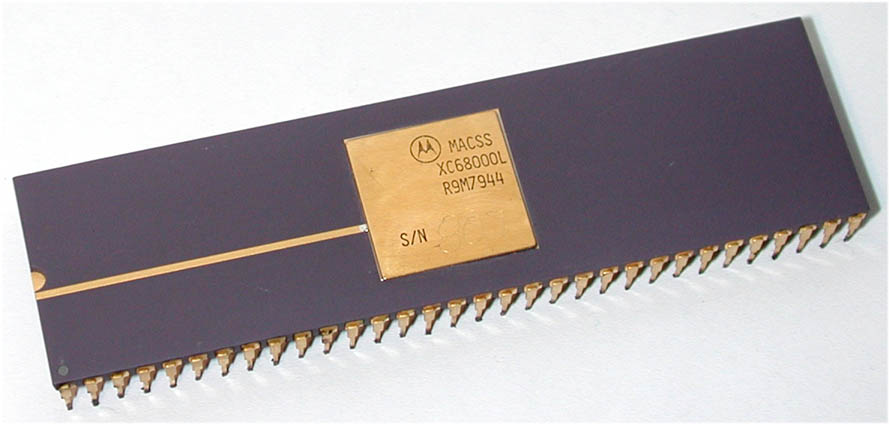 MACSS
XC68000L
R9M7944
S/N